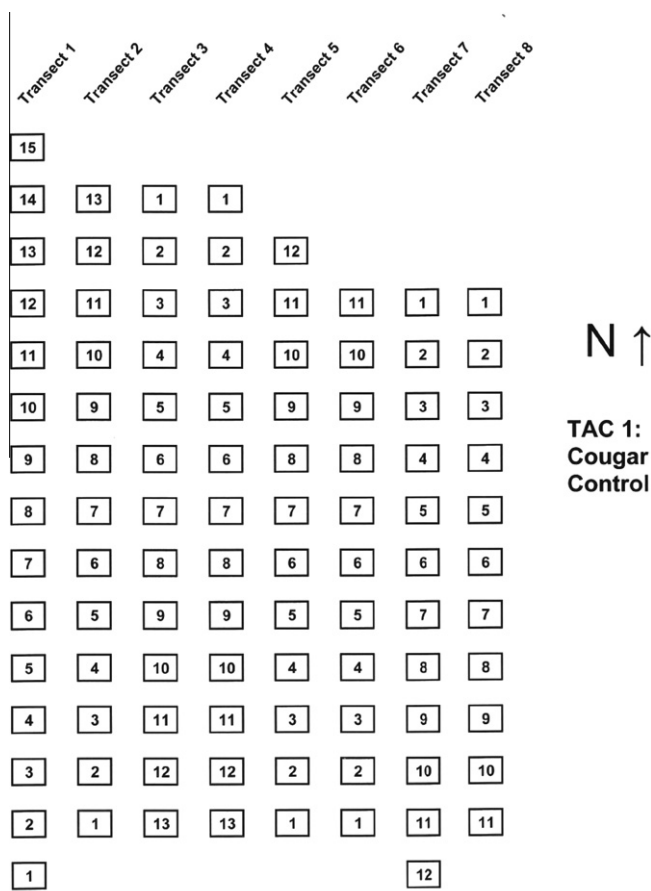 Transect 1 Transect 2 Transect 3 Transect 4 Transect 5 Transect 6 Transect 7 Transect 8
15
14 13 1 1
13 12 2 2 12
12 11 3 3 11 11 1 1
11 10 4 4 10 10 2 2
10 9 5 5 9 9 3 3
9 8 6 6 8 8 4 4
8 7 7 7 7 7 5 5
7 6 8 8 6 6 6 6
6 5 9 9 5 5 7 7
5 4 10 10 4 4 8 8
4 3 11 11 3 3 9 9
3 2 12 12 2 2 10 10
2 1 13 13 1 1 11 11
1 12
N ↑
TAC 1:
Cougar
Control